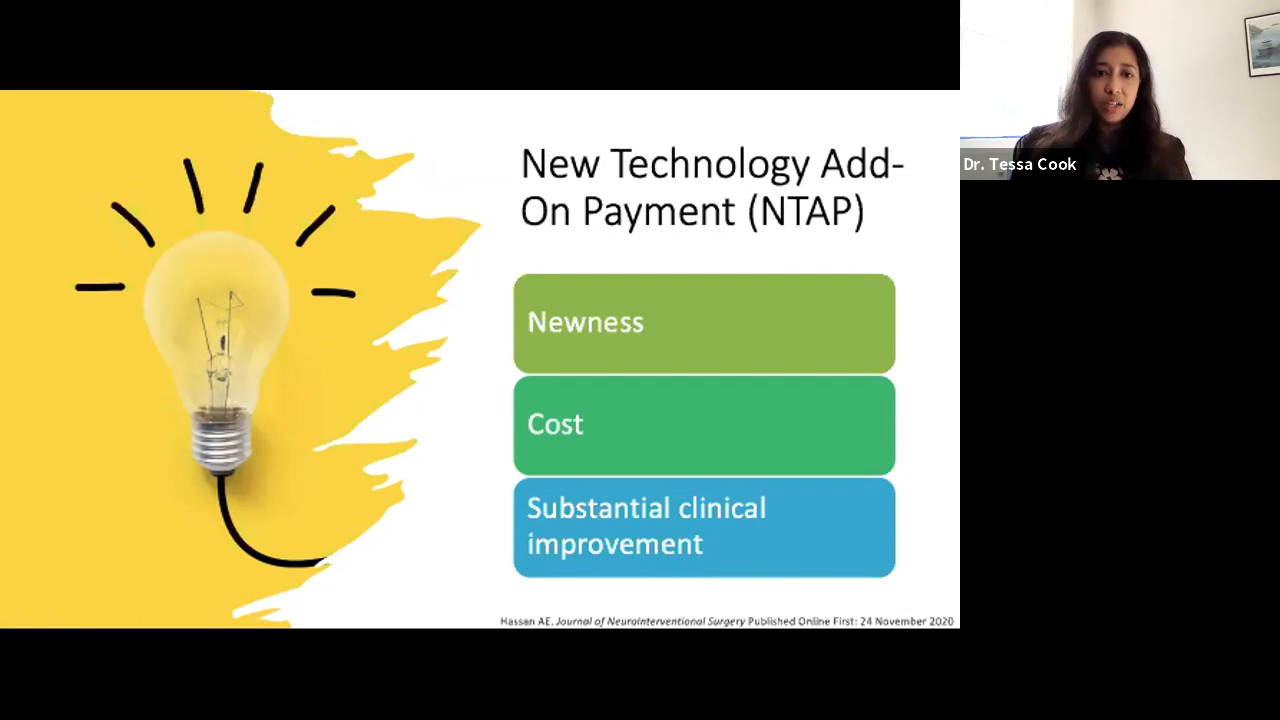 New Technology Add-
On Payment (NTAP)
Newness
Cost
Substantial clinical
improvement
Hassan AE. Journal of NeuroInterventional Surgery Published Online First: 24 November 2020
Dr. Tessa Cook